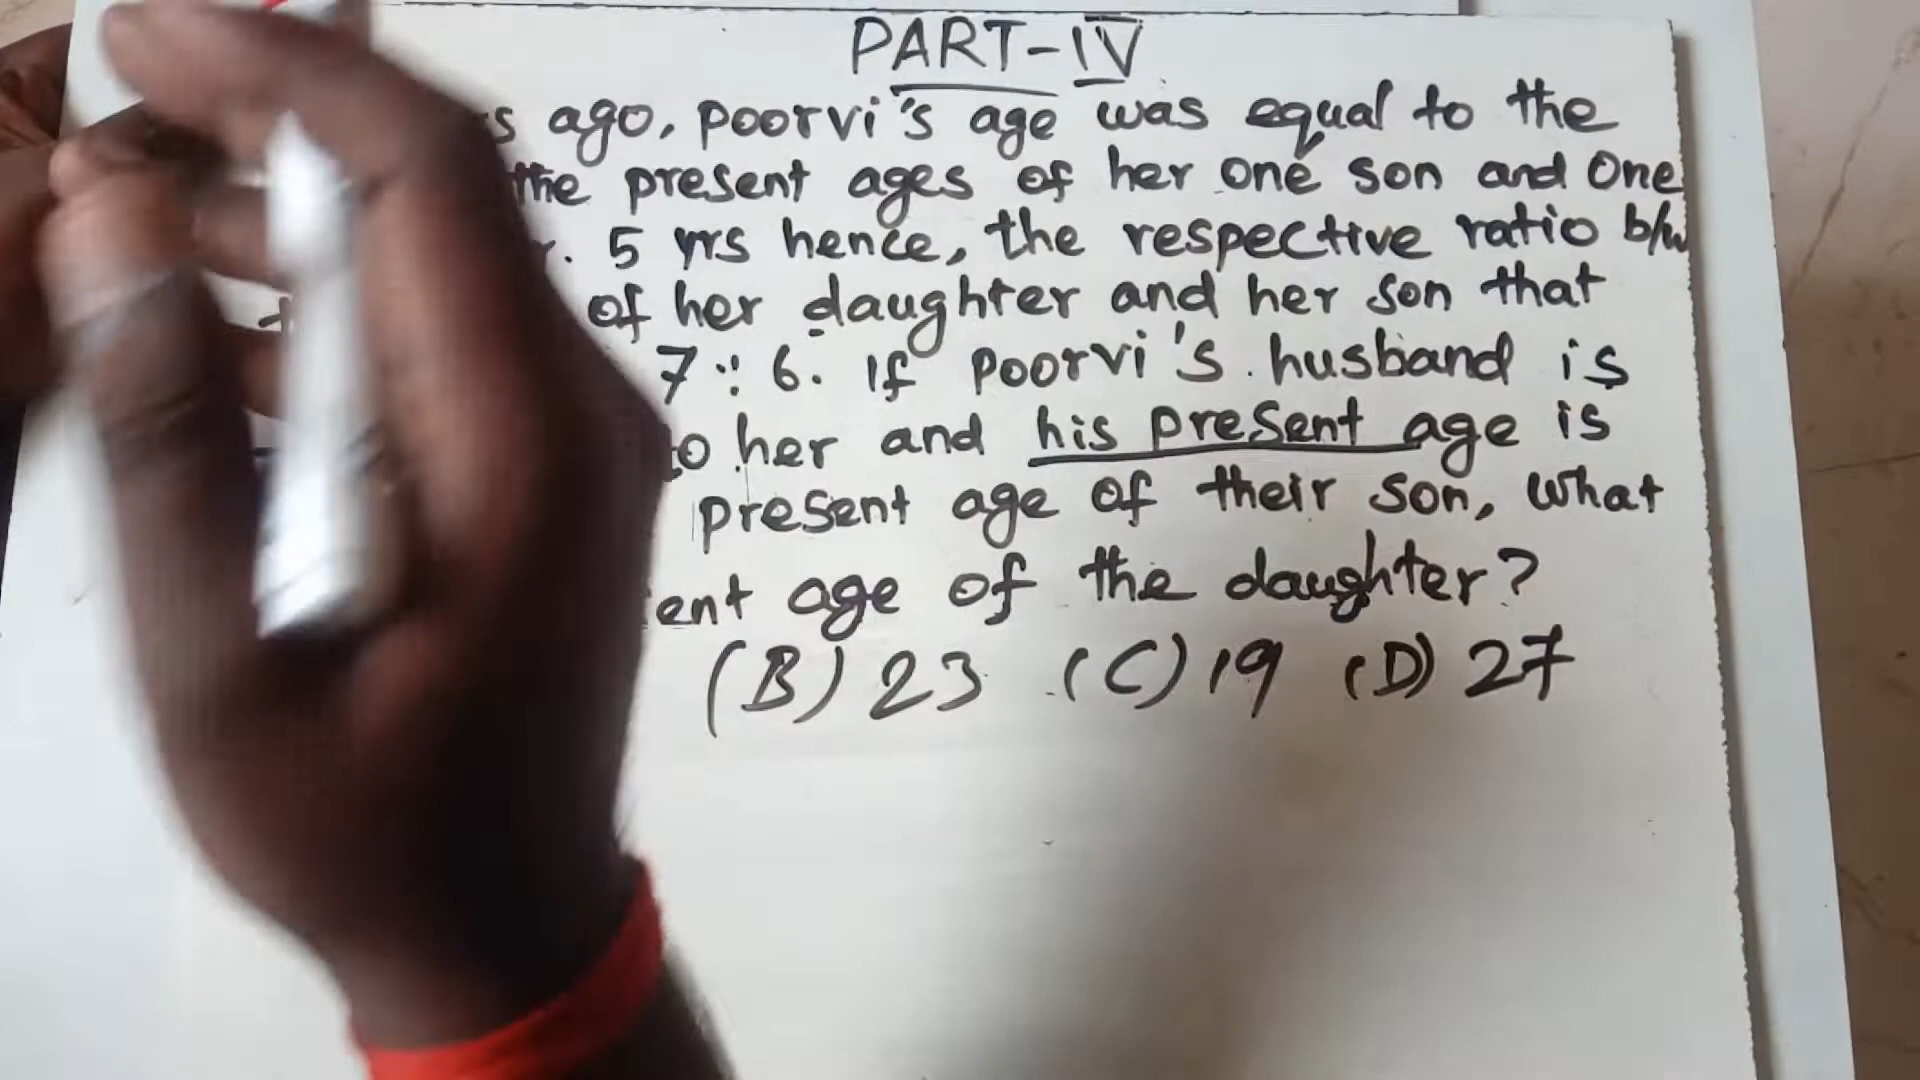 PART-IV
s ago, Poorvi's age was equal to the
the present ages of her one son and One
r. 5 yrs hence, the respective ratio b/w
of her daughter and her son that
7:6. If Poorvi's husband is
to her and his present age is
present age of their son, what
ent age of the daughter?
(B) 23 (C) 19 (D) 27